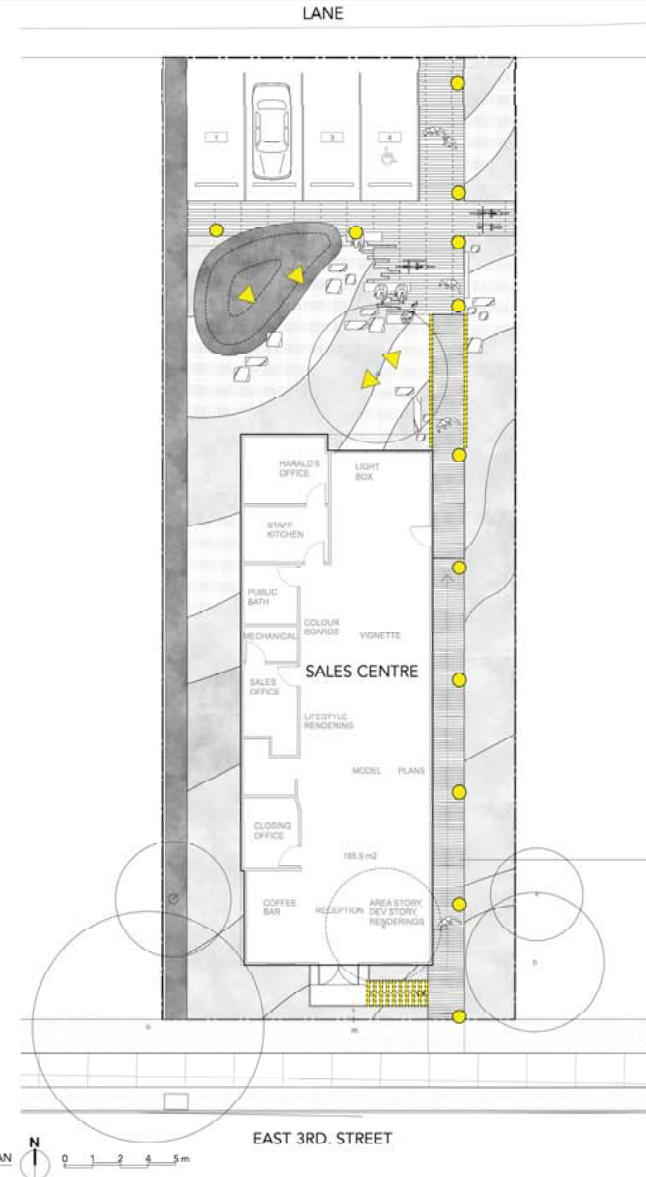 LANE
1
3
4
HARALD'S
OFFICE
LIGHT
BOX
STAFF
KITCHEN
PUBLIC
BATH
COLOUR
BOARDS
MECHANICAL
VIGNETTE
SALES CENTRE
SALES
OFFICE
LIFESTYLE
RENDERING
MODEL PLANS
CLOSING
OFFICE
185.5 m2
COFFEE
BAR
RECEPTION
AREA STORY,
DEV STORY,
RENDERINGS
EAST 3RD. STREET
N
0 1 2 4 5 m